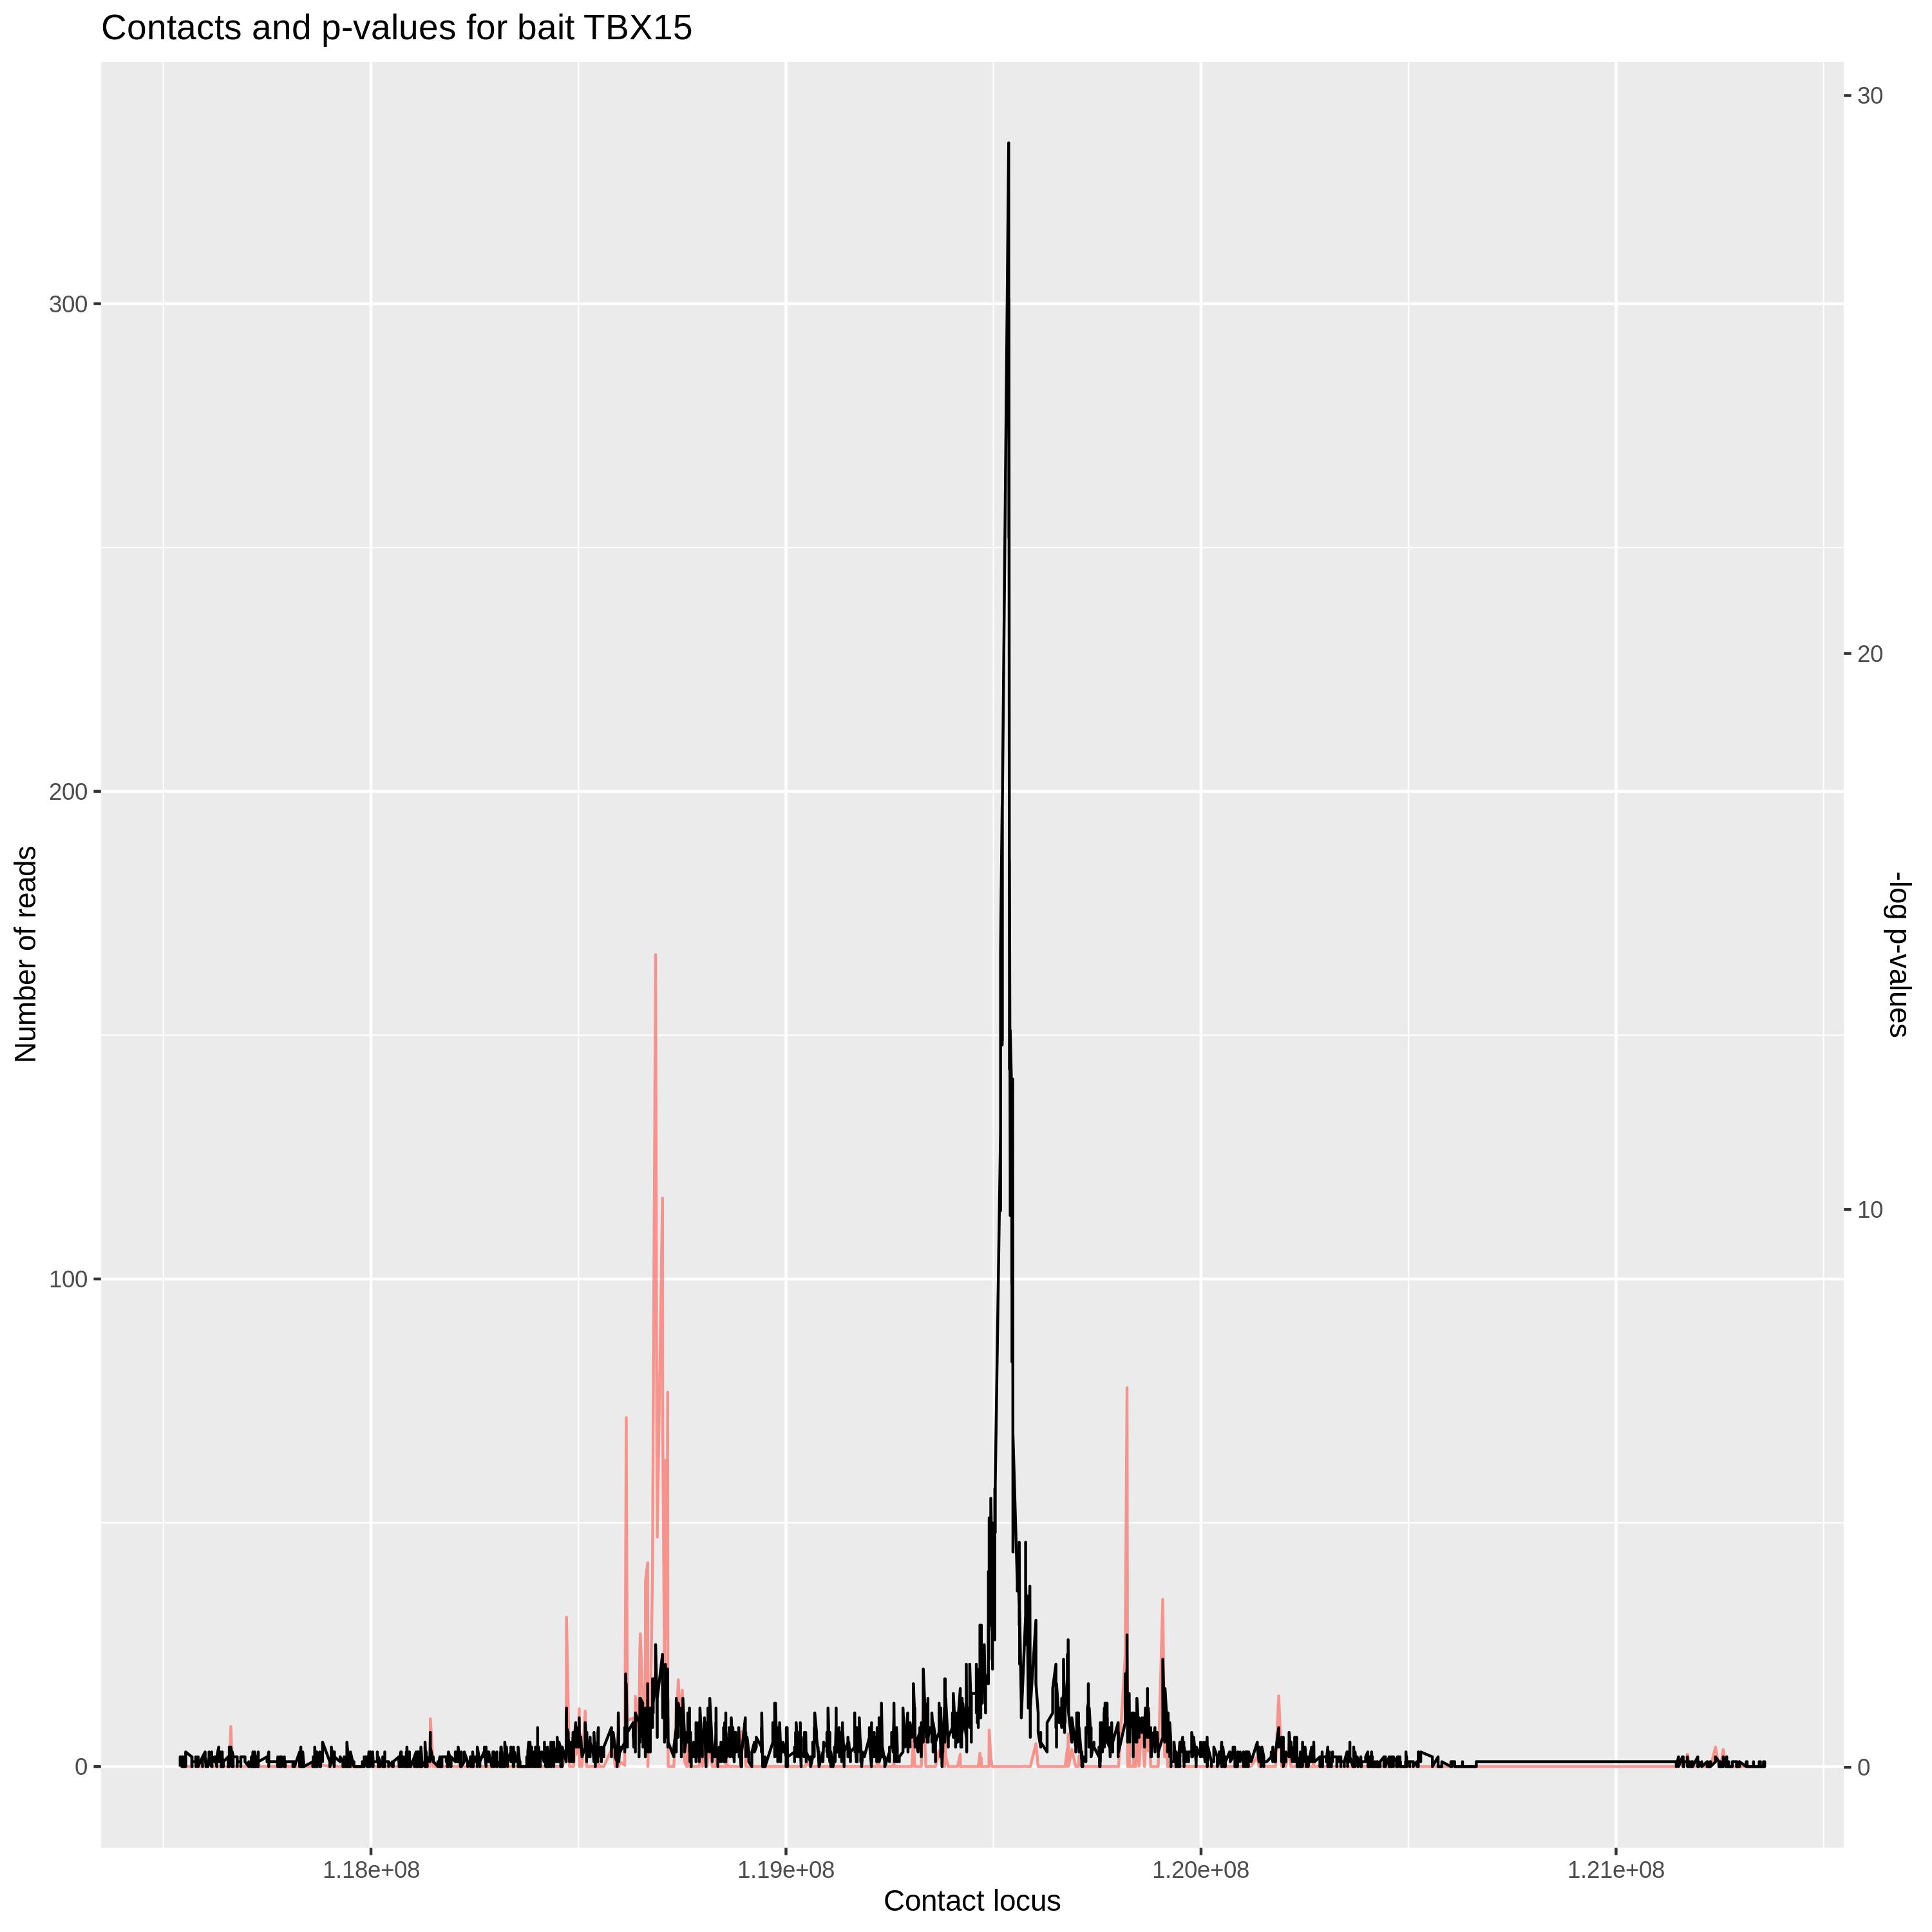 Contacts and p-values for bait TBX15
Number of reads
300
200
100
0
30
20
10
0
-log p-values
1.18e+08
1.19e+08
1.20e+08
1.21e+08
Contact locus